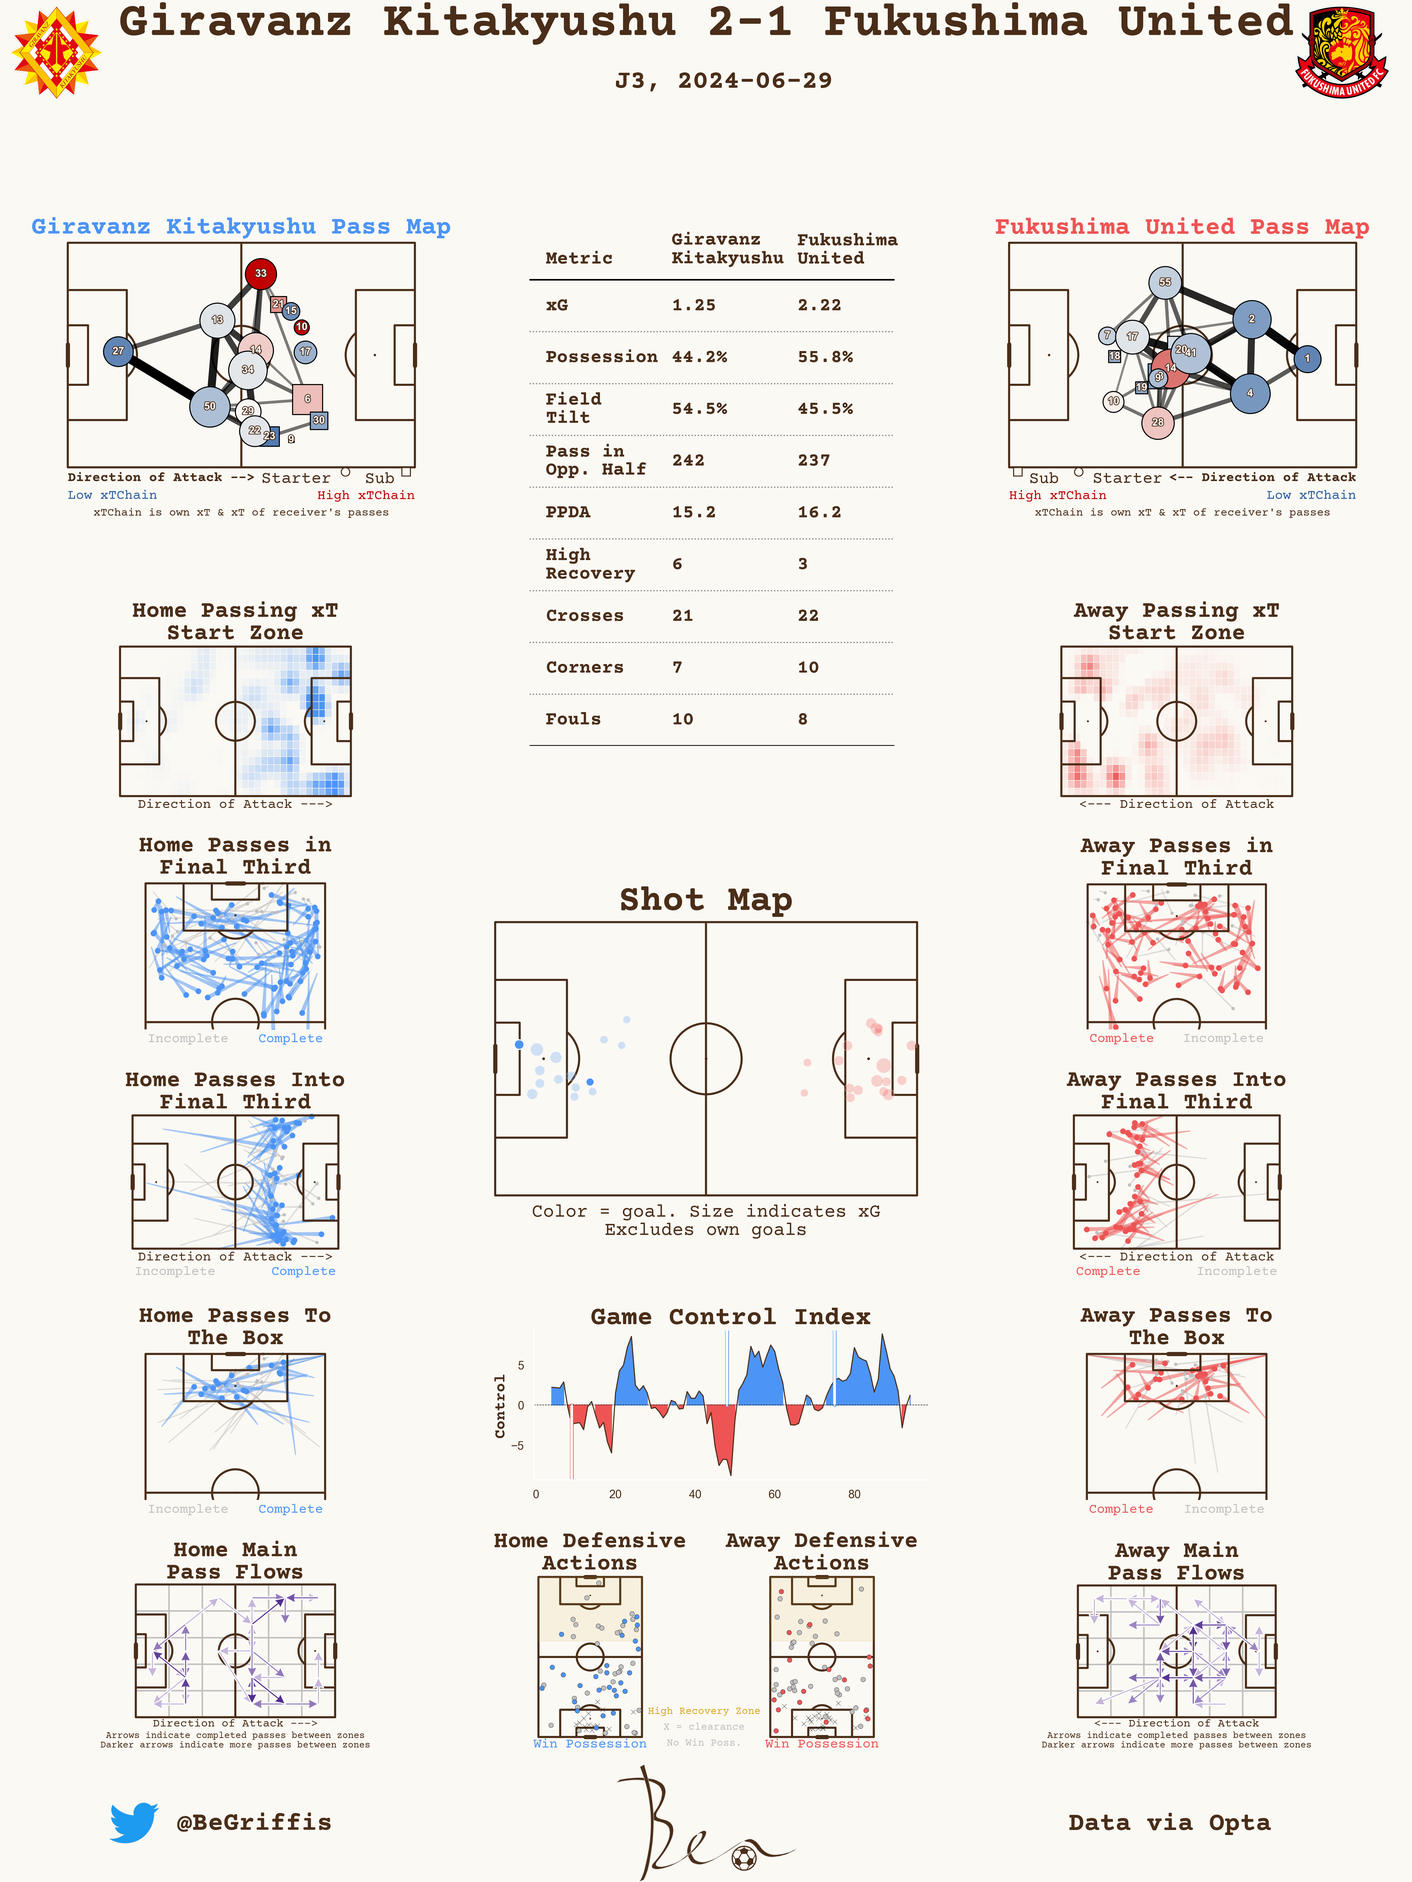 Giravanz Kitakyushu 2-1 Fukushima United
J3, 2024-06-29
GIRAVANZ
KITAKYUSHU
FUKUSHIMA UNITED FC
Giravanz Kitakyushu Pass Map
33
21
15
10
13
14
17
27
34
6
50
29
30
22
23
9
Direction of Attack --> Starter Sub
Low xTChain High xTChain
xTChain is own xT & xT of receiver's passes
Metric Giravanz Kitakyushu Fukushima United
xG 1.25 2.22
Possession 44.2% 55.8%
Field Tilt 54.5% 45.5%
Pass in Opp. Half 242 237
PPDA 15.2 16.2
High Recovery 6 3
Crosses 21 22
Corners 7 10
Fouls 10 8
Fukushima United Pass Map
55
2
7
17
20
41
18
1
14
9
19
4
10
28
Sub Starter <-- Direction of Attack
High xTChain Low xTChain
xTChain is own xT & xT of receiver's passes
Home Passing xT
Start Zone
Direction of Attack --->
Away Passing xT
Start Zone
<--- Direction of Attack
Home Passes in
Final Third
Incomplete Complete
Away Passes in
Final Third
Complete Incomplete
Shot Map
Color = goal. Size indicates xG
Excludes own goals
Home Passes Into
Final Third
Direction of Attack --->
Incomplete Complete
Away Passes Into
Final Third
<--- Direction of Attack
Complete Incomplete
Home Passes To
The Box
Incomplete Complete
Game Control Index
Control
5
0
−5
0 20 40 60 80
Away Passes To
The Box
Complete Incomplete
Home Main
Pass Flows
Direction of Attack --->
Arrows indicate completed passes between zones
Darker arrows indicate more passes between zones
Home Defensive
Actions
Win Possession
High Recovery Zone
X = clearance
No Win Poss.
Away Defensive
Actions
Win Possession
Away Main
Pass Flows
<--- Direction of Attack
Arrows indicate completed passes between zones
Darker arrows indicate more passes between zones
@BeGriffis
Ben
Data via Opta